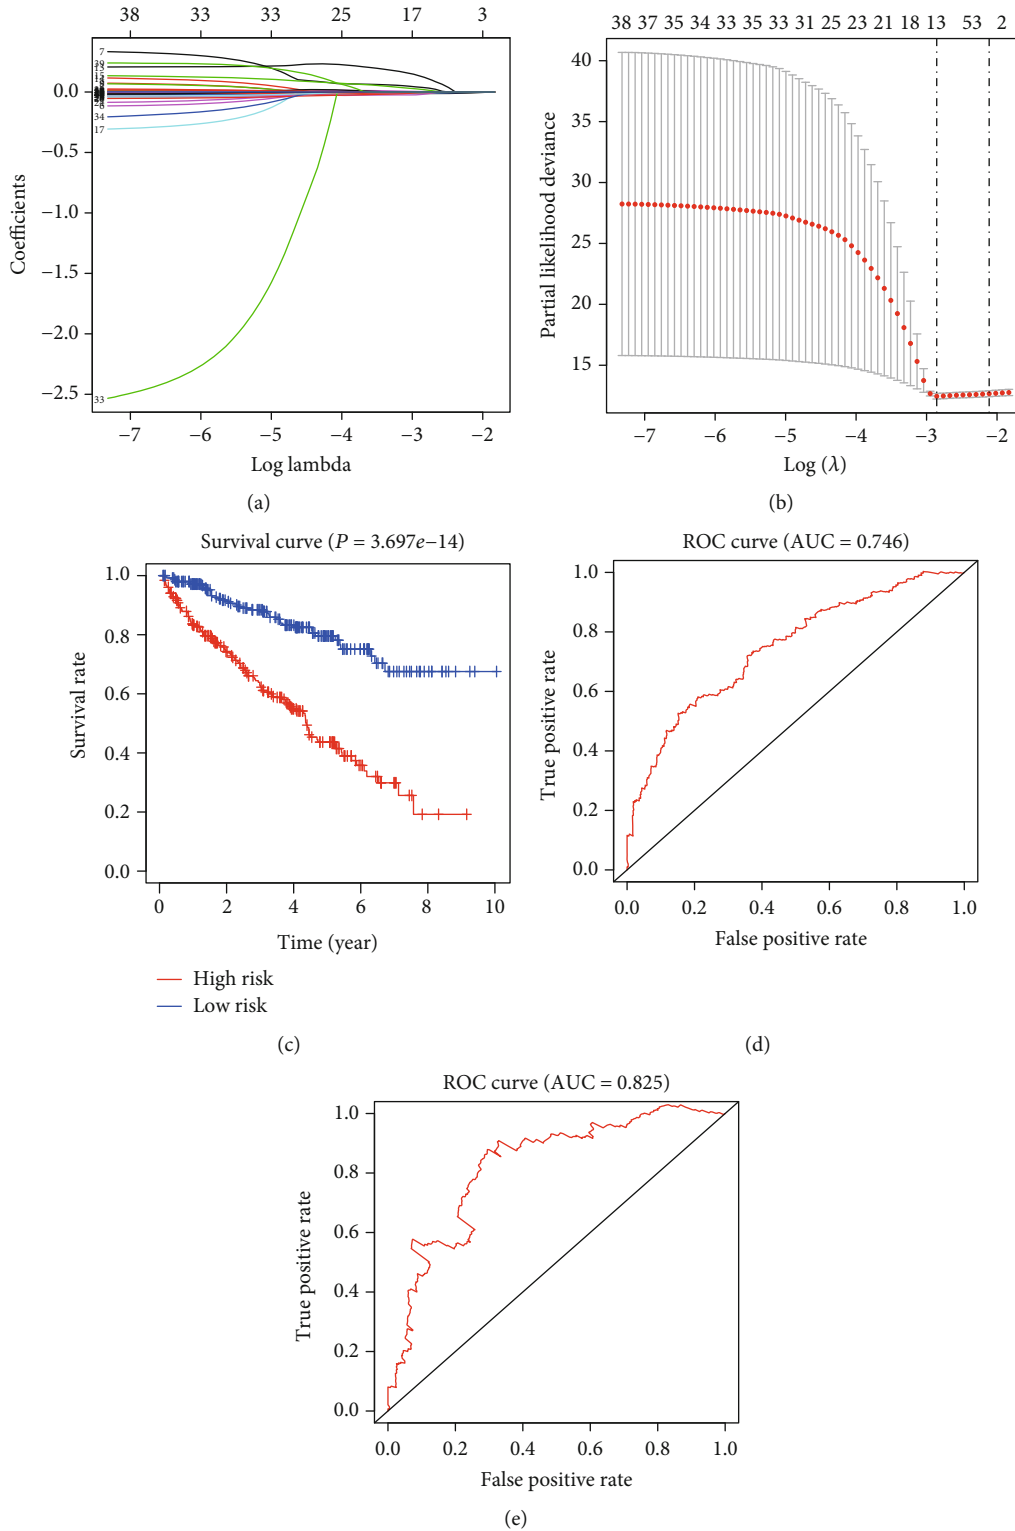 38 33 33 29 25 17 3
0.0
−0.5
−1.0
−1.5
−2.0
−2.5
Coefficients
7
29
13
15
34
17
33
−7 −6 −5 −4 −3 −2
Log lambda
(a)
38 37 35 34 33 35 33 31 25 23 21 18 13 53 2
40
35
30
25
20
15
Partial likelihood deviance
−7 −6 −5 −4 −3 −2
Log (λ)
(b)
Survival curve (P = 3.697e−14)
1.0
0.8
0.6
0.4
0.2
0.0
Survival rate
0 2 4 6 8 10
Time (year)
High risk
Low risk
(c)
ROC curve (AUC = 0.746)
1.0
0.8
0.6
0.4
0.2
0.0
True positive rate
0.0 0.2 0.4 0.6 0.8 1.0
False positive rate
(d)
ROC curve (AUC = 0.825)
1.0
0.8
0.6
0.4
0.2
0.0
True positive rate
0.0 0.2 0.4 0.6 0.8 1.0
False positive rate
(e)